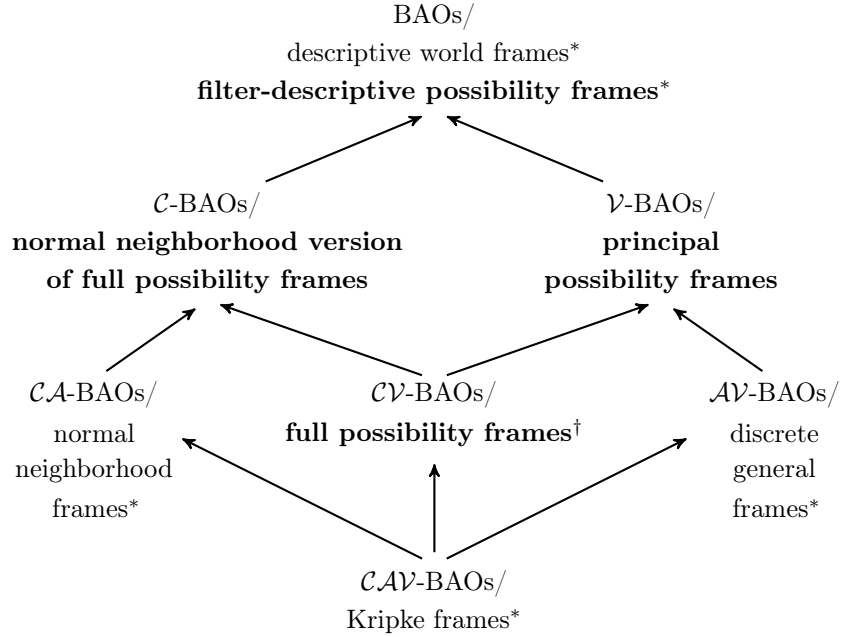 BAOs/
descriptive world frames*
filter-descriptive possibility frames*
𝒞-BAOs/
normal neighborhood version
of full possibility frames
𝒱-BAOs/
principal
possibility frames
𝒞𝒜-BAOs/
normal
neighborhood
frames*
𝒞𝒱-BAOs/
full possibility frames†
𝒜𝒱-BAOs/
discrete
general
frames*
𝒞𝒜𝒱-BAOs/
Kripke frames*